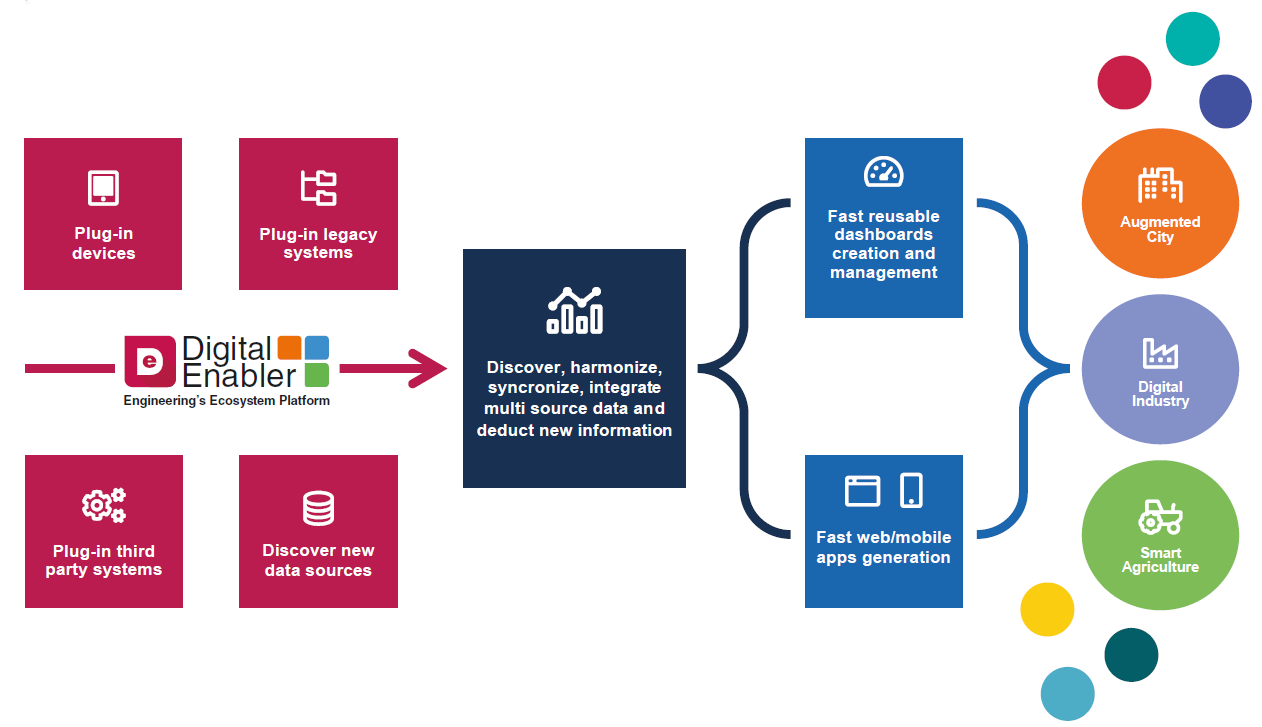 Plug-in
devices
Plug-in legacy
systems
De
Digital
Enabler
Engineering's Ecosystem Platform
Plug-in third
party systems
Discover new
data sources
Discover, harmonize,
syncronize, integrate
multi source data and
deduct new information
Fast reusable
dashboards
creation and
management
Fast web/mobile
apps generation
Augmented
City
Digital
Industry
Smart
Agriculture